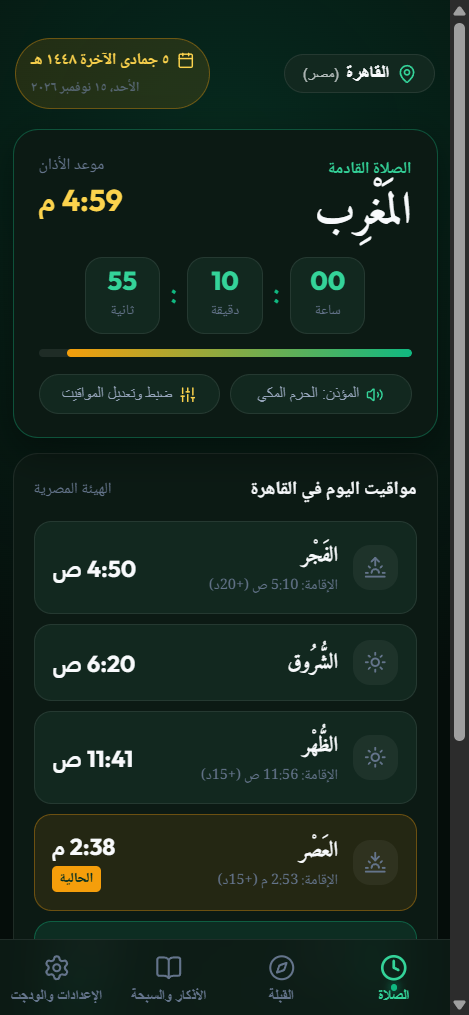 القاهرة (مصر)
٥ جمادى الآخرة ١٤٤٨ هـ
الأحد، ١٥ نوفمبر ٢٠٢٦
الصلاة القادمة
المَغْرِب
موعد الأذان
4:59 م
00
ساعة
:
10
دقيقة
:
55
ثانية
المؤذن: الحرم المكي
ضبط وتعديل المواقيت
مواقيت اليوم في القاهرة
الهيئة المصرية
الفَجْر
الإقامة: 5:10 ص (+20د)
4:50 ص
الشُّرُوق
6:20 ص
الظُّهْر
الإقامة: 11:56 ص (+15د)
11:41 ص
العَصْر
الإقامة: 2:53 م (+15د)
2:38 م
الحالية
الصلاة
القبلة
الأذكار والسبحة
الإعدادات والودجت